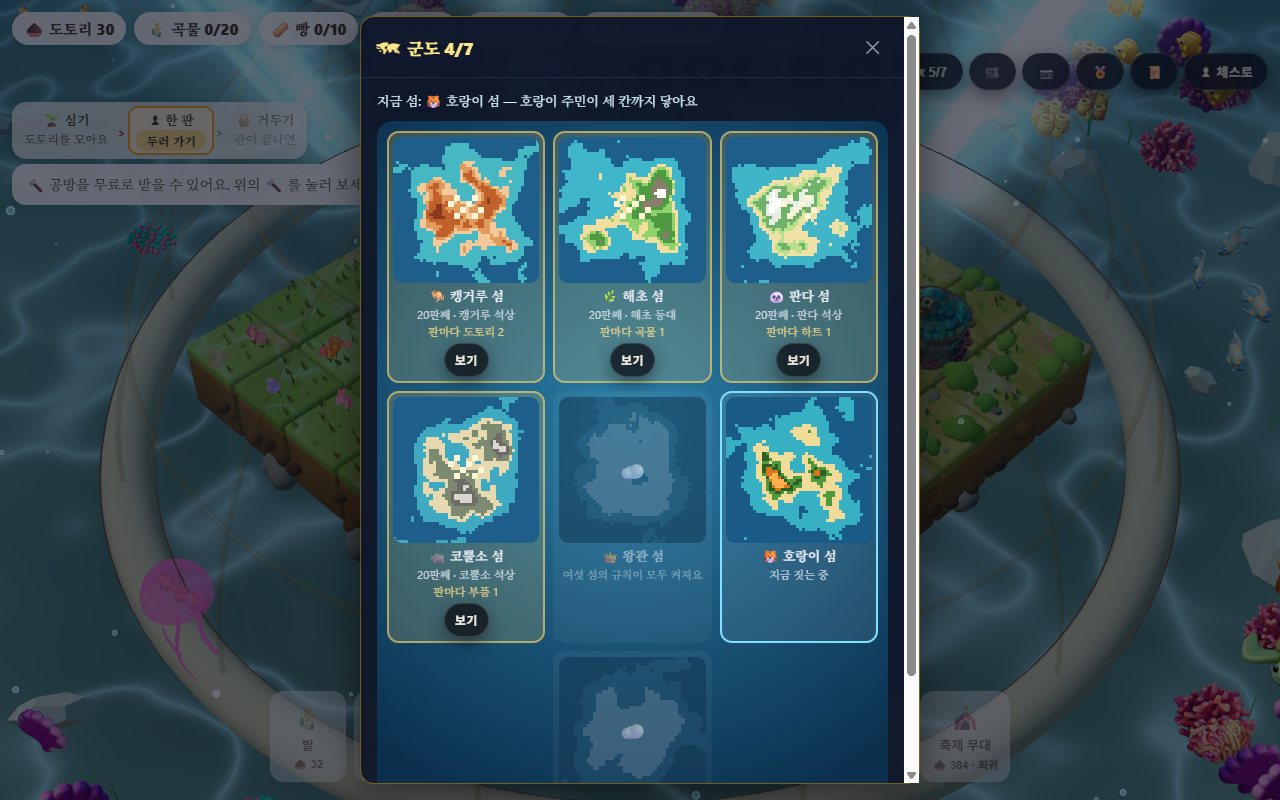 도토리 30
곡물 0/20
빵 0/10
군도 4/7
5/7
체스로
지금 섬: 호랑이 섬 — 호랑이 주민이 세 칸까지 닿아요
심기
도토리를 모아요
›
한 판
두러 가기
›
거두기
판이 끝나면
공방을 무료로 받을 수 있어요. 위의 를 눌러 보세
캥거루 섬
20판째 · 캥거루 석상
판마다 도토리 2
보기
해초 섬
20판째 · 해초 등대
판마다 곡물 1
보기
판다 섬
20판째 · 판다 석상
판마다 하트 1
보기
코뿔소 섬
20판째 · 코뿔소 석상
판마다 부품 1
보기
왕관 섬
여섯 섬의 규칙이 모두 켜져요
호랑이 섬
지금 짓는 중
밭
32
축제 무대
384 · 희귀